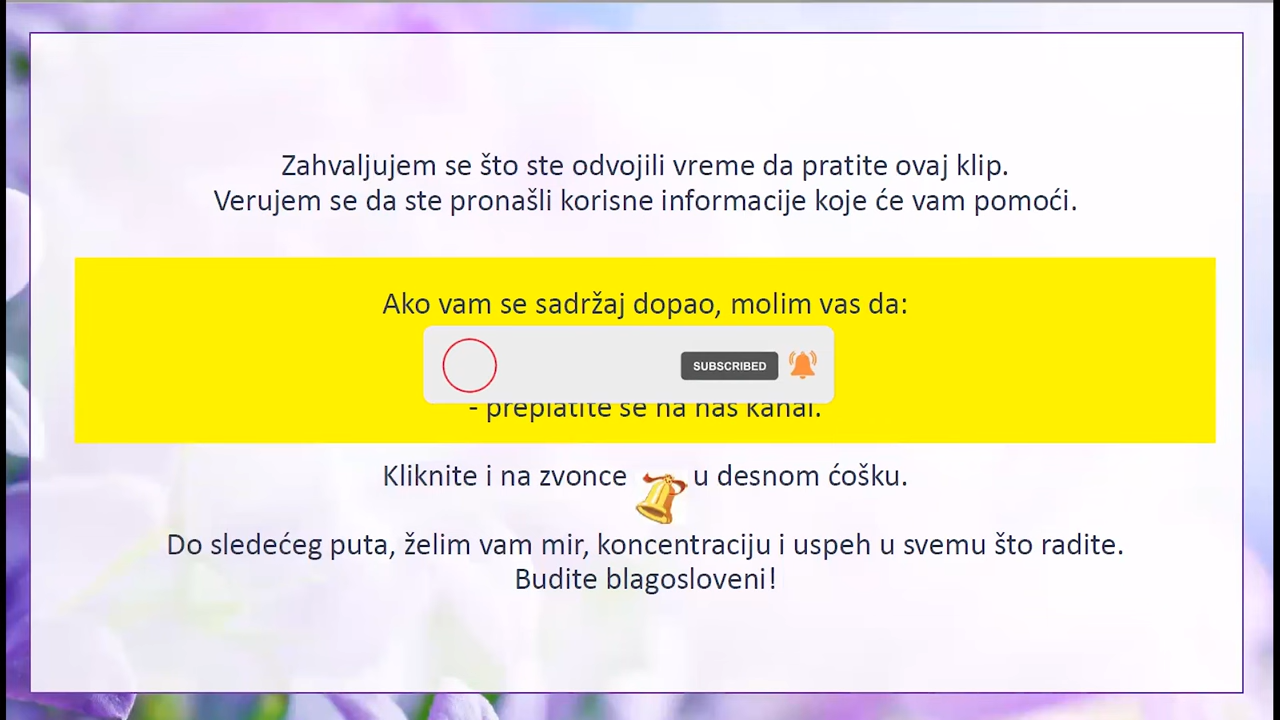 Zahvaljujem se što ste odvojili vreme da pratite ovaj klip.
Verujem se da ste pronašli korisne informacije koje će vam pomoći.
Ako vam se sadržaj dopao, molim vas da:
SUBSCRIBED
- preplatite se na naš kanal.
Kliknite i na zvonce u desnom ćošku.
Do sledećeg puta, želim vam mir, koncentraciju i uspeh u svemu što radite.
Budite blagosloveni!